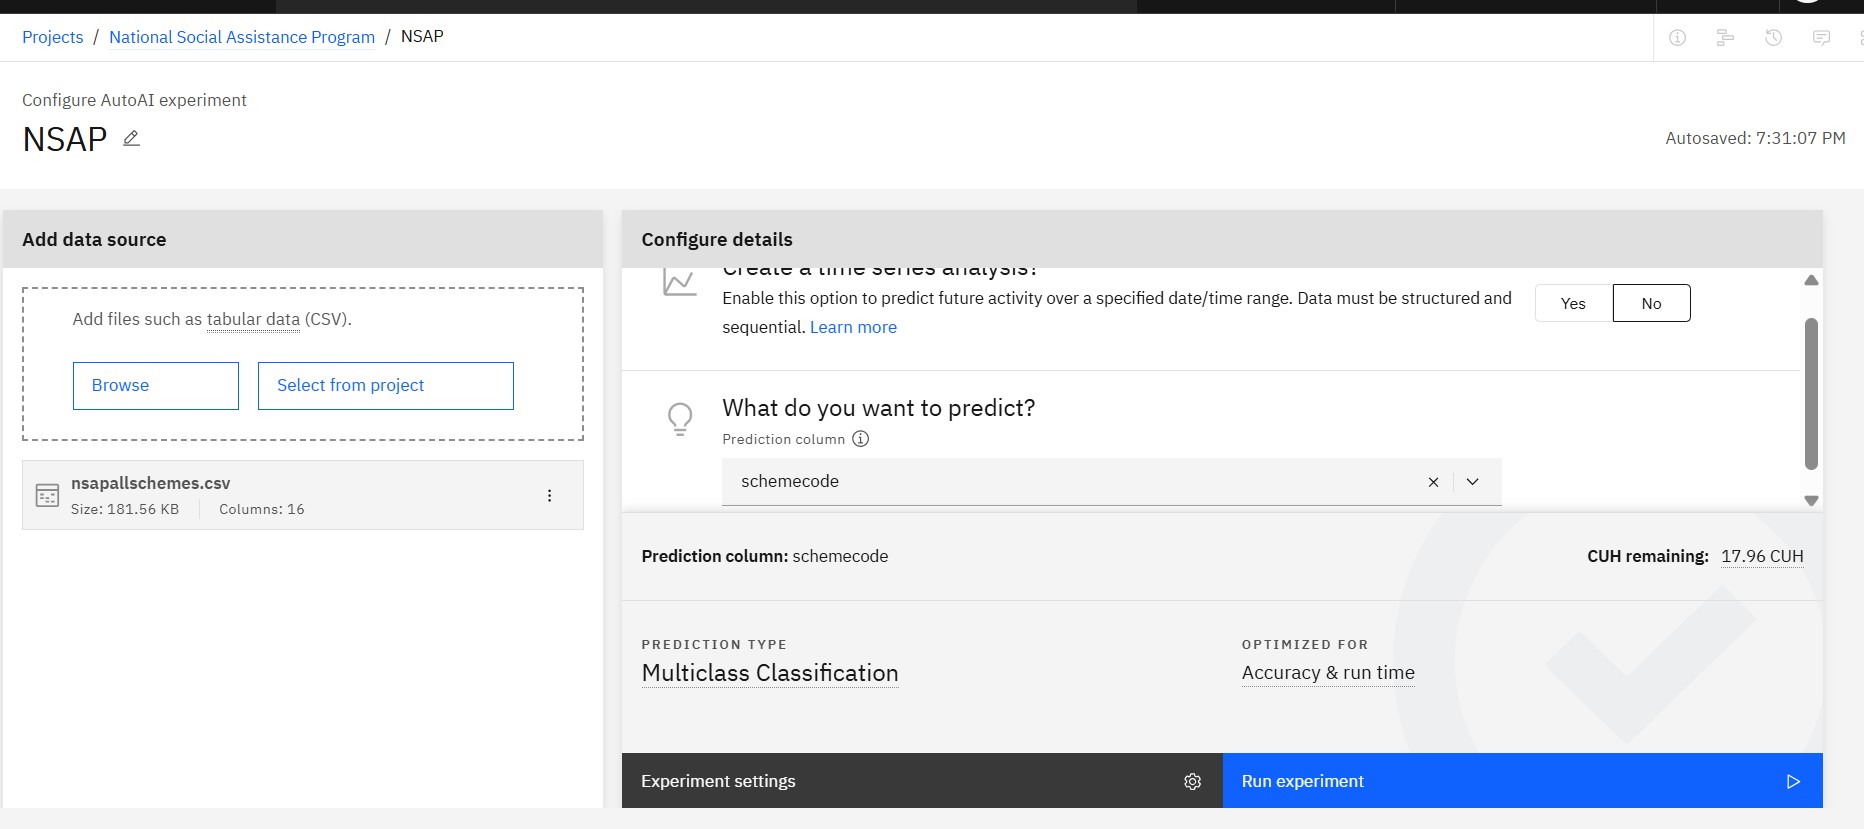 Projects / National Social Assistance Program / NSAP
Configure AutoAI experiment
NSAP
Autosaved: 7:31:07 PM
Add data source
Add files such as tabular data (CSV).
Browse
Select from project
nsapallschemes.csv
Size: 181.56 KB
Columns: 16
Configure details
Create a time series analysis?
Enable this option to predict future activity over a specified date/time range. Data must be structured and
sequential. Learn more
Yes
No
What do you want to predict?
Prediction column
schemecode
Prediction column: schemecode
CUH remaining: 17.96 CUH
PREDICTION TYPE
Multiclass Classification
OPTIMIZED FOR
Accuracy & run time
Experiment settings
Run experiment